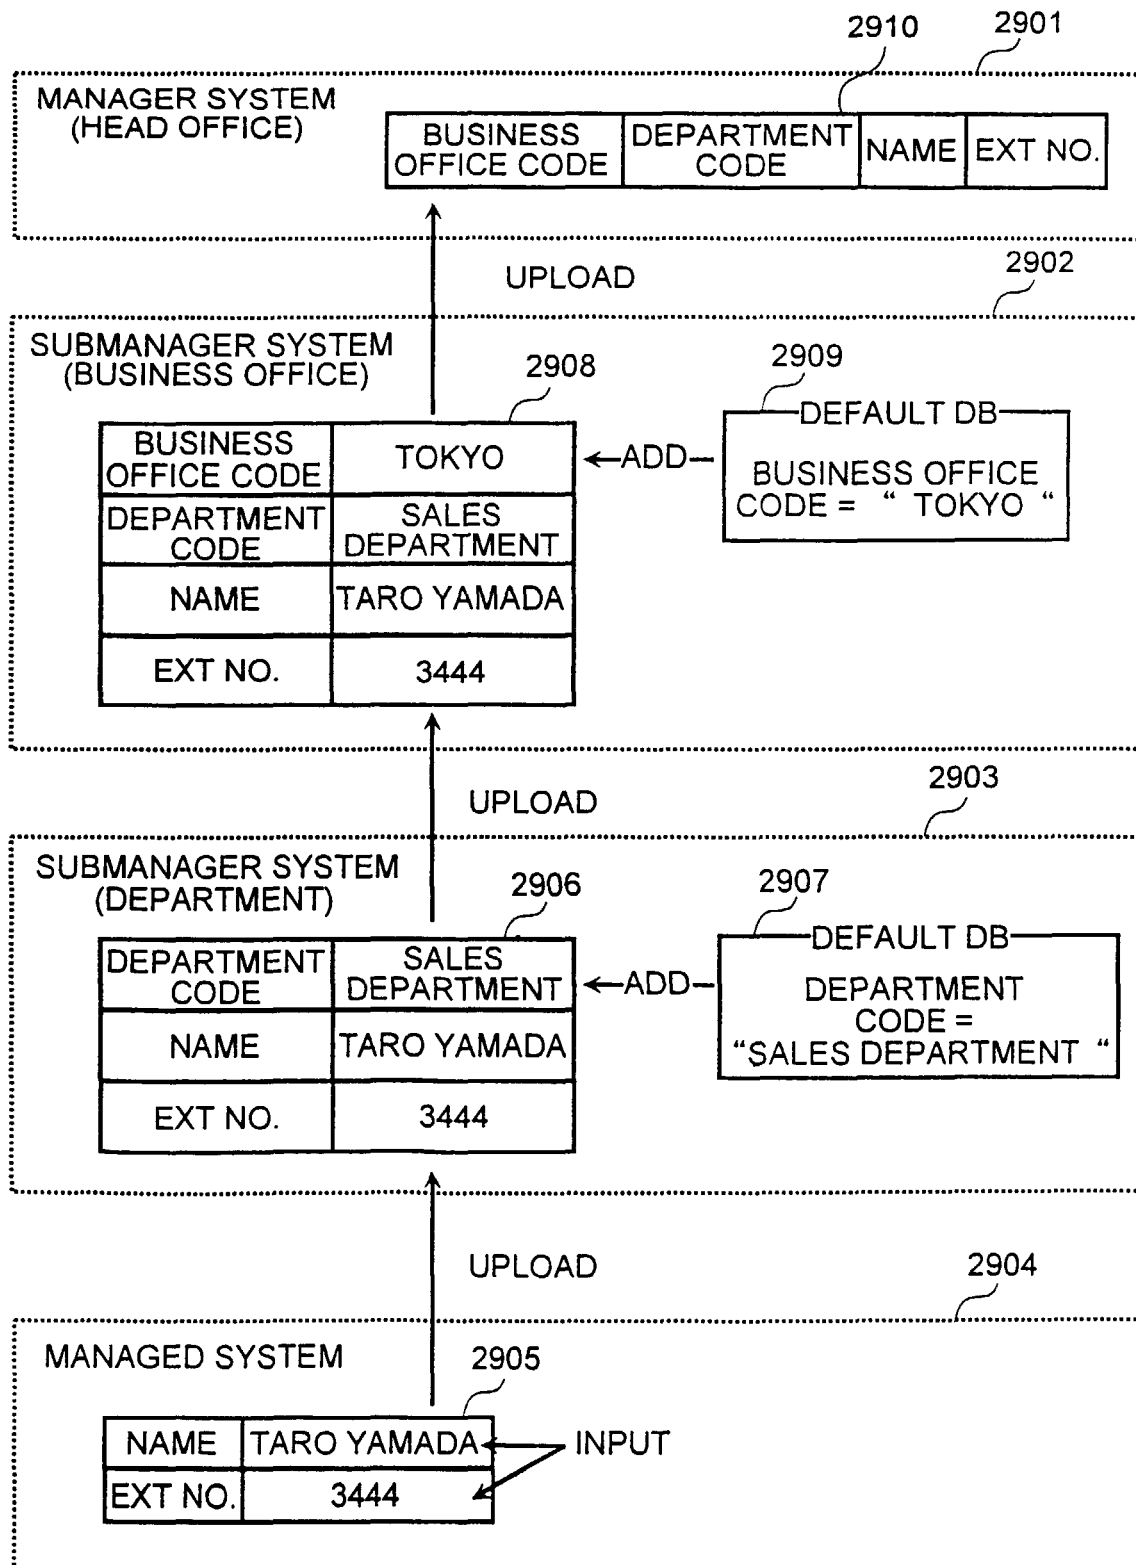 2910
2901
MANAGER SYSTEM
(HEAD OFFICE)
BUSINESS
OFFICE CODE
DEPARTMENT
CODE
NAME
EXT NO.
UPLOAD
2902
SUBMANAGER SYSTEM
(BUSINESS OFFICE)
2908
2909
BUSINESS
OFFICE CODE
TOKYO
ADD
DEFAULT DB
BUSINESS OFFICE
CODE = “ TOKYO “
DEPARTMENT
CODE
SALES
DEPARTMENT
NAME
TARO YAMADA
EXT NO.
3444
UPLOAD
2903
SUBMANAGER SYSTEM
(DEPARTMENT)
2906
2907
DEPARTMENT
CODE
SALES
DEPARTMENT
ADD
DEFAULT DB
DEPARTMENT
CODE =
“SALES DEPARTMENT “
NAME
TARO YAMADA
EXT NO.
3444
UPLOAD
2904
MANAGED SYSTEM
2905
NAME
TARO YAMADA
INPUT
EXT NO.
3444